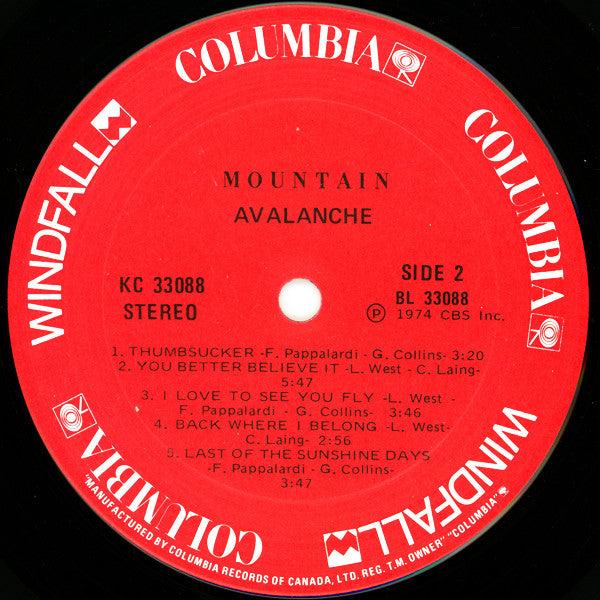 COLUMBIA
COLUMBIA
WINDFALL
COLUMBIA
WINDFALL
MOUNTAIN
AVALANCHE
KC 33088
STEREO
SIDE 2
BL 33088
Ⓟ 1974 CBS Inc.
1. THUMBSUCKER -F. Pappalardi - G. Collins- 3:20
2. YOU BETTER BELIEVE IT -L. West - C. Laing-
5:47
3. I LOVE TO SEE YOU FLY -L. West -
F. Pappalardi - G. Collins- 3:46
4. BACK WHERE I BELONG -L. West-
C. Laing- 2:56
5. LAST OF THE SUNSHINE DAYS
-F. Pappalardi - G. Collins-
3:47
"MANUFACTURED BY COLUMBIA RECORDS OF CANADA, LTD. REG. T.M. OWNER "COLUMBIA"